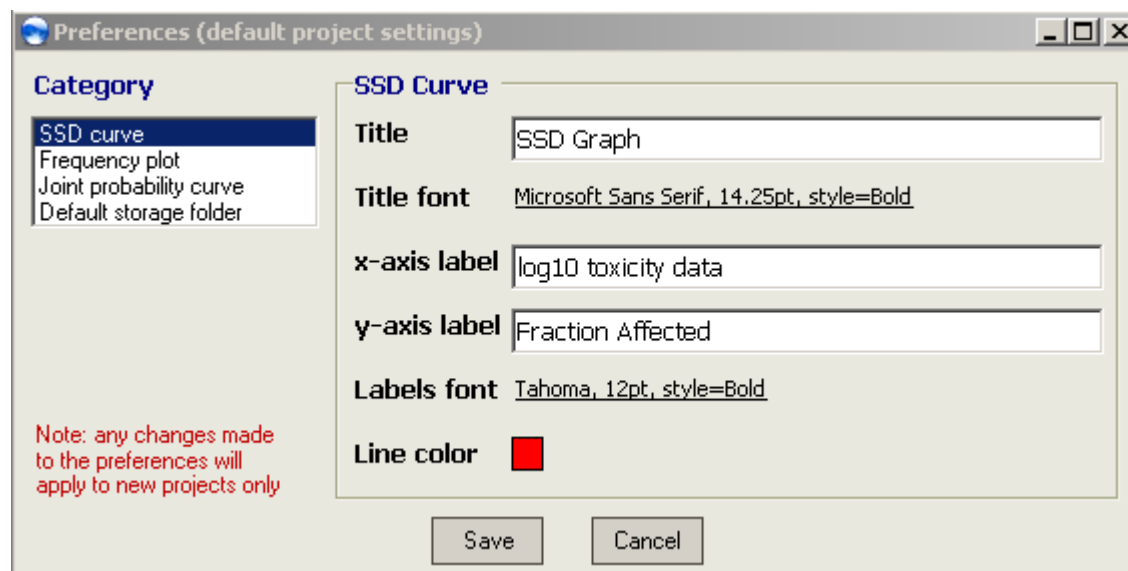 Preferences (default project settings)
Category
SSD curve
Frequency plot
Joint probability curve
Default storage folder
Note: any changes made
to the preferences will
apply to new projects only
SSD Curve
Title SSD Graph
Title font Microsoft Sans Serif, 14.25pt, style=Bold
x-axis label log10 toxicity data
y-axis label Fraction Affected
Labels font Tahoma, 12pt, style=Bold
Line color
Save Cancel